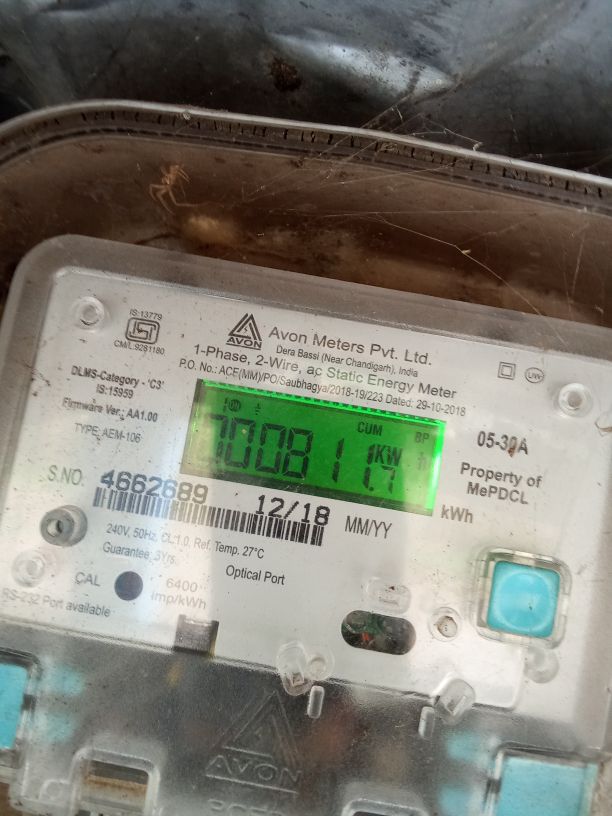 IS:13779
CM/L.9281180
AVON
Avon Meters Pvt. Ltd.
Dera Bassi (Near Chandigarh), India
1-Phase, 2-Wire, ac Static Energy Meter
P.O. No.: ACE(MM)/PO/Saubhagya/2018-19/223 Dated: 29-10-2018
DLMS-Category - 'C3'
IS:15959
Firmware Ver.: AA1.00
TYPE: AEM-106
CUM BP
KW
kWh
05-30A
Property of
MePDCL
S.NO. 4662689 12/18 MM/YY
240V, 50Hz, CL:1.0, Ref. Temp. 27°C
Guarantee: 5Yrs.
Optical Port
CAL
6400
imp/kWh
RS-232 Port available
AVON